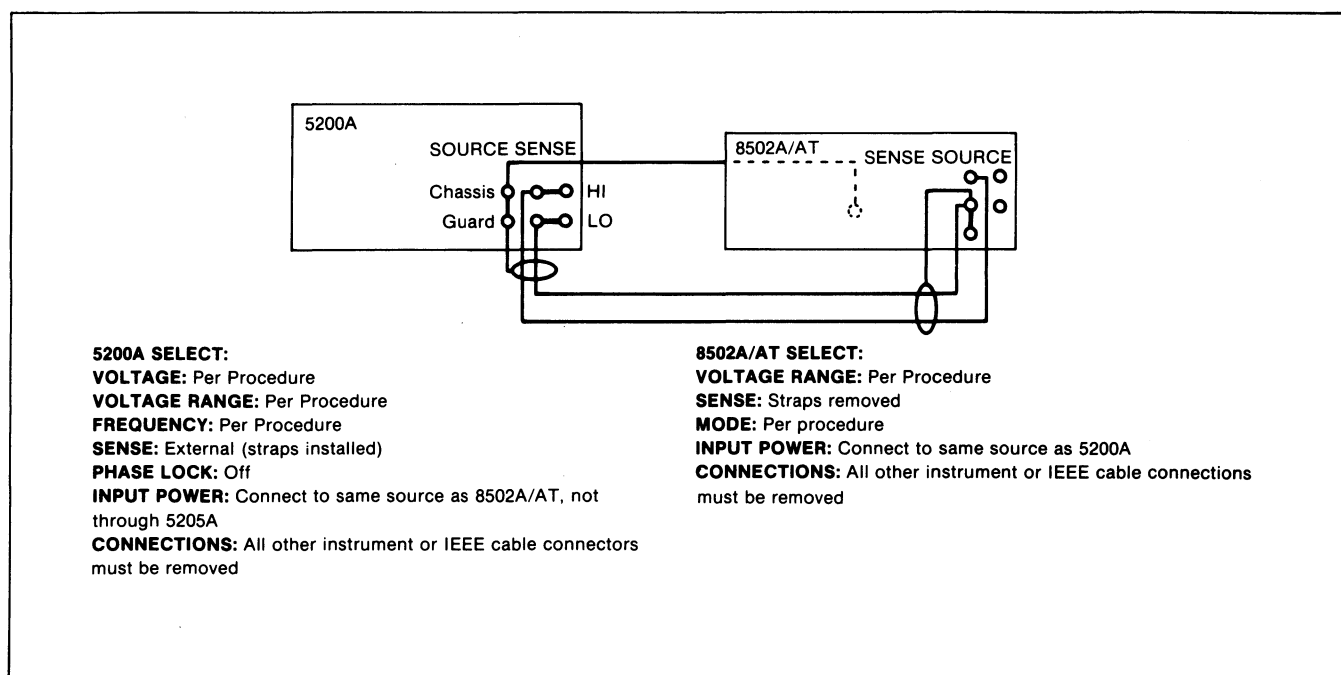 5200A
SOURCE SENSE
Chassis
HI
Guard
LO
8502A/AT
SENSE SOURCE
5200A SELECT:
VOLTAGE: Per Procedure
VOLTAGE RANGE: Per Procedure
FREQUENCY: Per Procedure
SENSE: External (straps installed)
PHASE LOCK: Off
INPUT POWER: Connect to same source as 8502A/AT, not
through 5205A
CONNECTIONS: All other instrument or IEEE cable connectors
must be removed
8502A/AT SELECT:
VOLTAGE RANGE: Per Procedure
SENSE: Straps removed
MODE: Per procedure
INPUT POWER: Connect to same source as 5200A
CONNECTIONS: All other instrument or IEEE cable connections
must be removed